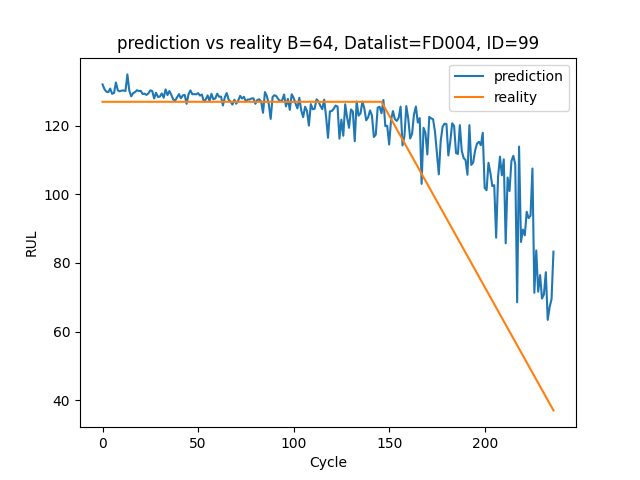 prediction vs reality B=64, Datalist=FD004, ID=99
prediction
reality
120
100
80
60
40
RUL
0
50
100
150
200
Cycle